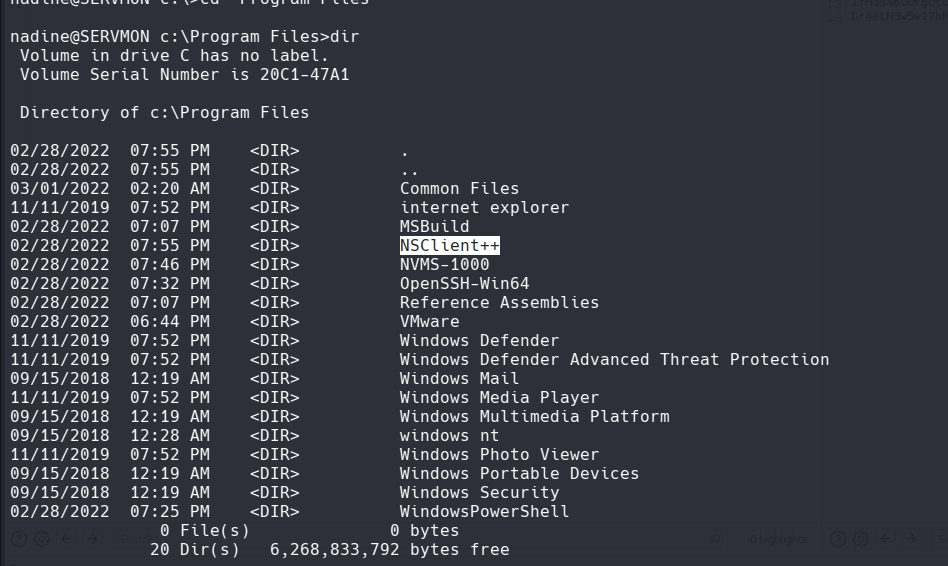 nadine@SERVMON c:\>cd "Program Files"
nadine@SERVMON c:\Program Files>dir
 Volume in drive C has no label.
 Volume Serial Number is 20C1-47A1
 Directory of c:\Program Files
02/28/2022  07:55 PM    <DIR>          .
02/28/2022  07:55 PM    <DIR>          ..
03/01/2022  02:20 AM    <DIR>          Common Files
11/11/2019  07:52 PM    <DIR>          internet explorer
02/28/2022  07:07 PM    <DIR>          MSBuild
02/28/2022  07:55 PM    <DIR>          NSClient++
02/28/2022  07:46 PM    <DIR>          NVMS-1000
02/28/2022  07:32 PM    <DIR>          OpenSSH-Win64
02/28/2022  07:07 PM    <DIR>          Reference Assemblies
02/28/2022  06:44 PM    <DIR>          VMware
11/11/2019  07:52 PM    <DIR>          Windows Defender
11/11/2019  07:52 PM    <DIR>          Windows Defender Advanced Threat Protection
09/15/2018  12:19 AM    <DIR>          Windows Mail
11/11/2019  07:52 PM    <DIR>          Windows Media Player
09/15/2018  12:19 AM    <DIR>          Windows Multimedia Platform
09/15/2018  12:28 AM    <DIR>          windows nt
11/11/2019  07:52 PM    <DIR>          Windows Photo Viewer
09/15/2018  12:19 AM    <DIR>          Windows Portable Devices
09/15/2018  12:19 AM    <DIR>          Windows Security
02/28/2022  07:25 PM    <DIR>          WindowsPowerShell
               0 File(s)              0 bytes
              20 Dir(s)   6,268,833,792 bytes free
Search
0 highlights